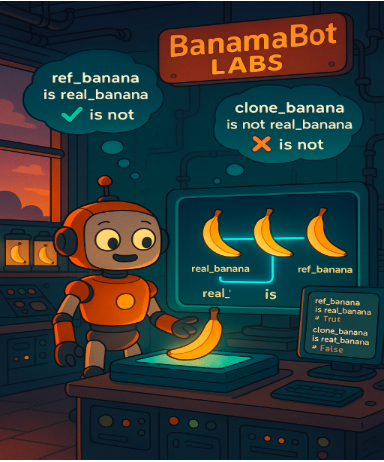 BanamaBot
LABS
ref_banana
is real_banana
✓ is not
clone_banana
is not real_banana
✗ is not
real_banana
ref_banana
real_'
is
ref_banana
is real_banana
# Trut
clone_banana
is reat_banana
# False